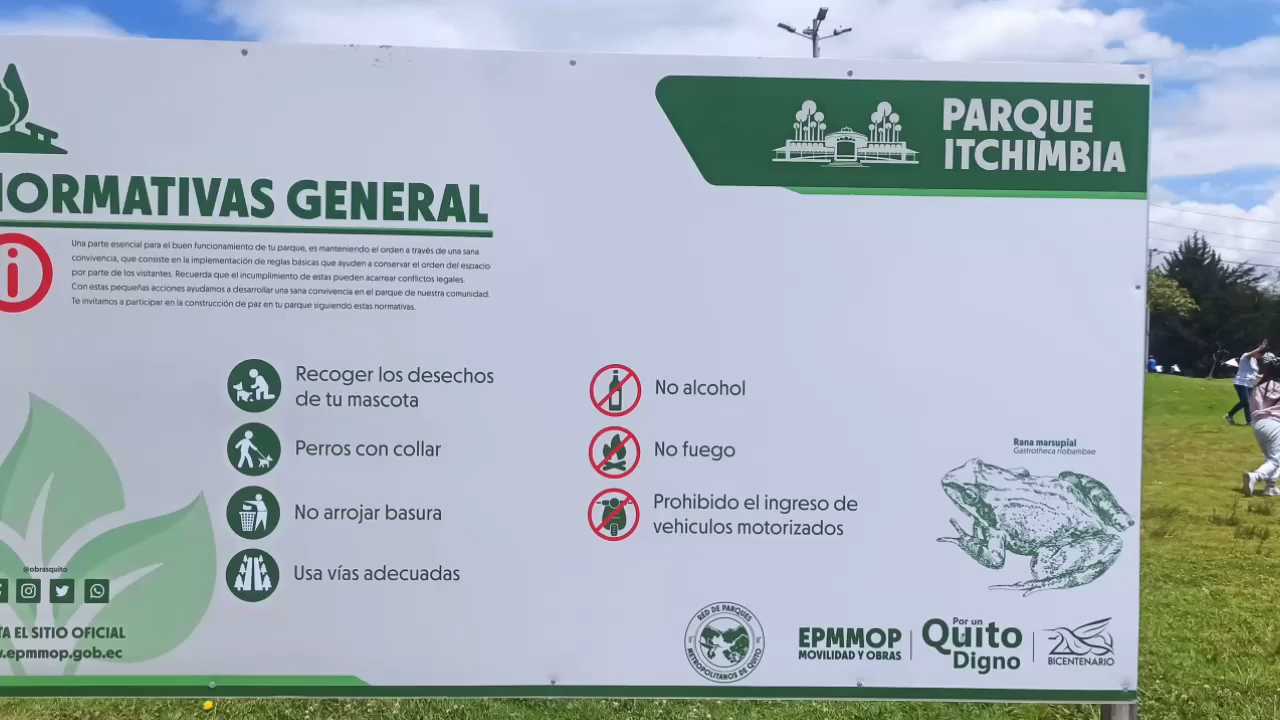 PARQUE
ITCHIMBIA
NORMATIVAS GENERAL
Una parte esencial para el buen funcionamiento de tu parque, es manteniendo el orden a través de una sana
convivencia, que consiste en la implementación de reglas básicas que ayuden a conservar el orden del espacio
por parte de los visitantes. Recuerda que el incumplimiento de estas pueden acarrear conflictos legales.
Con estas pequeñas acciones ayudamos a desarrollar una sana convivencia en el parque de nuestra comunidad.
Te invitamos a participar en la construcción de paz en tu parque siguiendo estas normativas.
Recoger los desechos
de tu mascota
Perros con collar
No arrojar basura
Usa vías adecuadas
No alcohol
No fuego
Prohibido el ingreso de
vehiculos motorizados
Rana marsupial
Gastrotheca riobambae
@obrasquito
TA EL SITIO OFICIAL
.epmmop.gob.ec
RED DE PARQUES
METROPOLITANOS DE QUITO
EPMMOP
MOVILIDAD Y OBRAS
Por un
Quito
Digno
BICENTENARIO